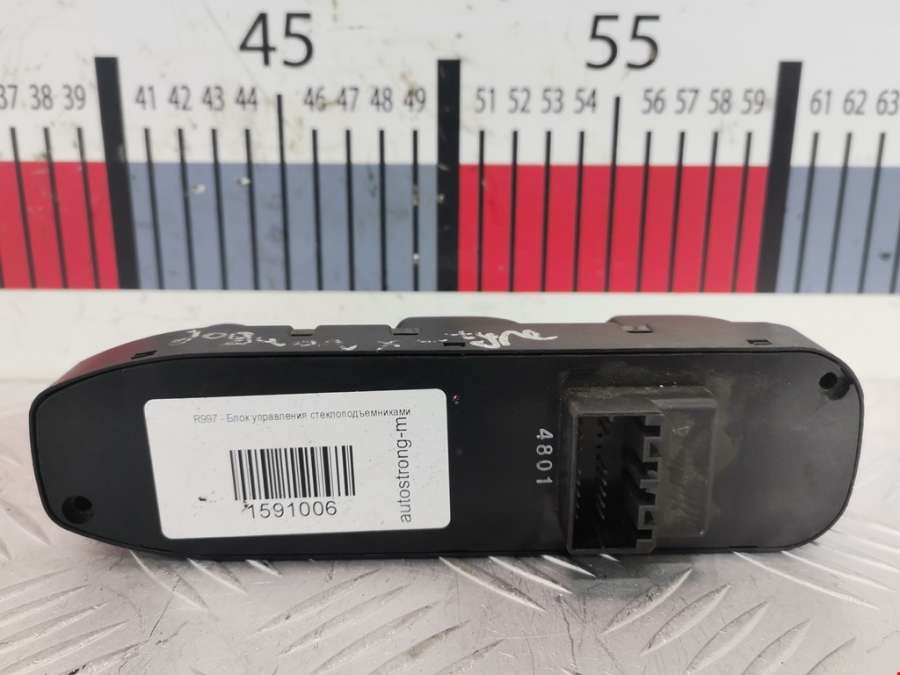 45 55
37 38 39 41 42 43 44 46 47 48 49 51 52 53 54 56 57 58 59 61 62 63
R997 - Блок управления стеклоподъемниками
1591006
autostrong-m
4801